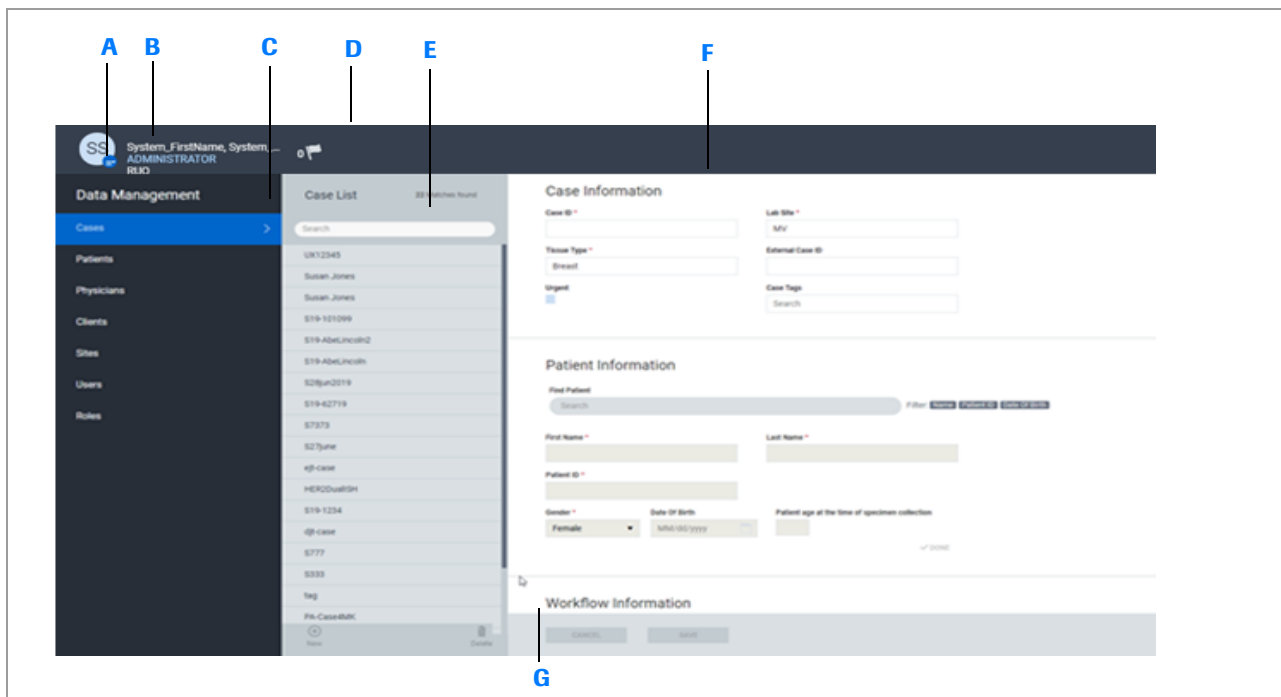 A B C D E F
SS
System_FirstName, System_...
ADMINISTRATOR
RUO
0
Data Management
Cases
Patients
Physicians
Clients
Sites
Users
Roles
Case List
22 Matches found
Search
UX12345
Susan Jones
Susan Jones
S19-101099
S19-AbeLincoln2
S19-AbeLincoln
S28jun2019
S19-62719
S7373
S27june
ejt-case
HER2DualISH
S19-1234
djt-case
S777
S333
PA-Case4MK
New
Delete
Case Information
Case ID *
Lab Site *
MV
Tissue Type *
Breast
External Case ID
Urgent
Case Tags
Search
Patient Information
Find Patient
Search
Filter: Name Patient ID Date Of Birth
First Name *
Last Name *
Patient ID *
Gender *
Date Of Birth
Patient age at the time of specimen collection
Female
MM/dd/yyyy
DONE
Workflow Information
CANCEL
SAVE
G